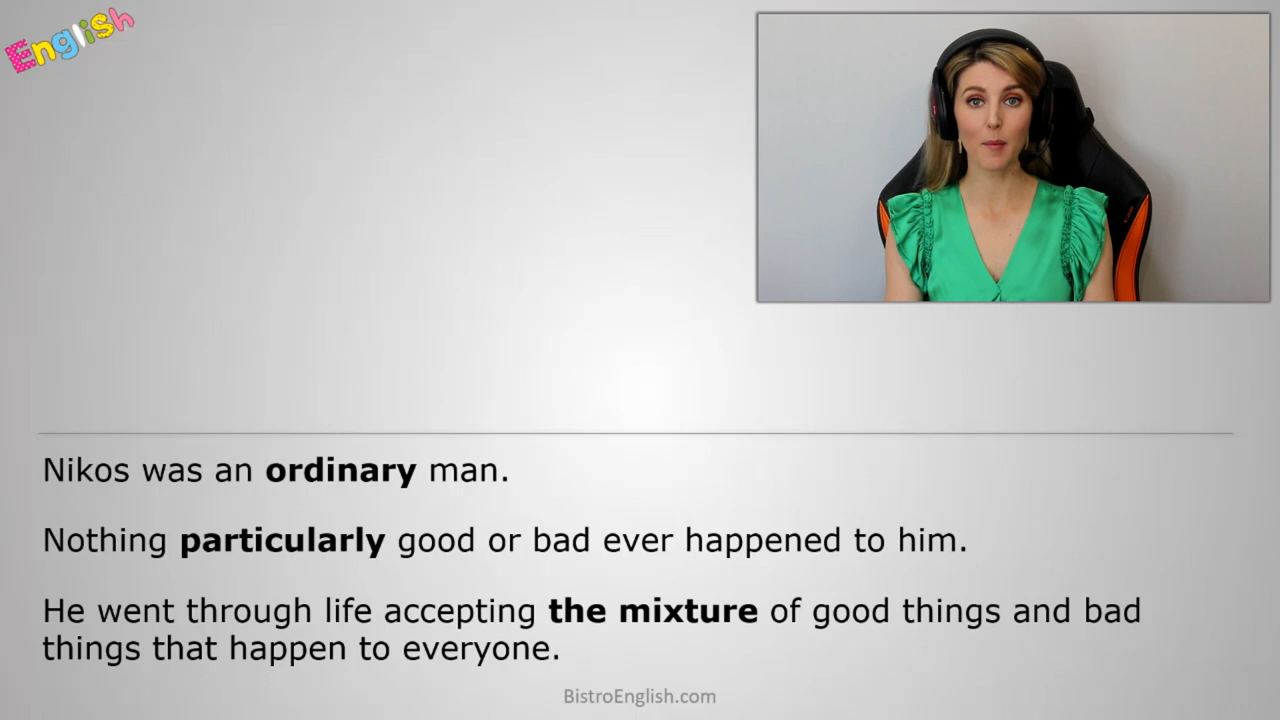 English
Nikos was an ordinary man.
Nothing particularly good or bad ever happened to him.
He went through life accepting the mixture of good things and bad
things that happen to everyone.
BistroEnglish.com